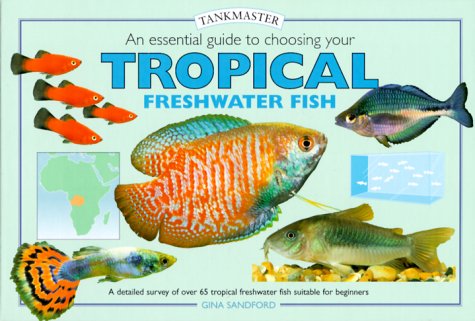 TANKMASTER
An essential guide to choosing your
TROPICAL
FRESHWATER FISH
A detailed survey of over 65 tropical freshwater fish suitable for beginners
GINA SANDFORD